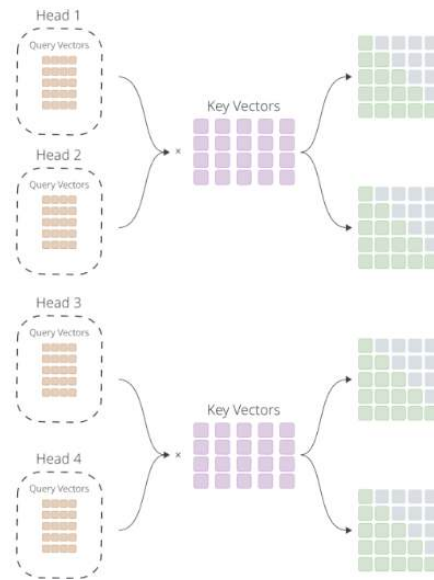 Head 1
Query Vectors
Key Vectors
×
Head 2
Query Vectors
Head 3
Query Vectors
Key Vectors
×
Head 4
Query Vectors